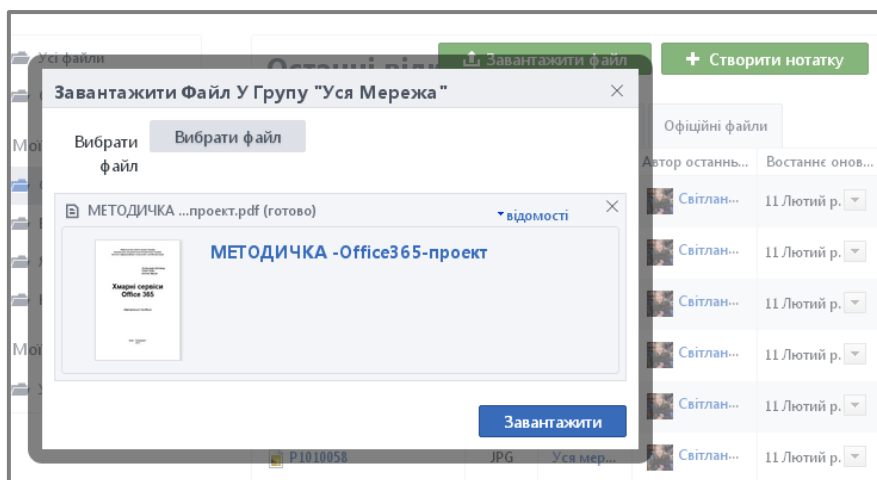 Усі файли
Завантажити файл
+ Створити нотатку
Завантажити Файл У Групу "Уся Мережа"
Вибрати файл
Вибрати файл
Офіційні файли
Автор останнь... Востаннє онов...
МЕТОДИЧКА ...проект.pdf (готово)
відомості
МЕТОДИЧКА -Office365-проект
Хмарні сервіси
Office 365
Світлан... 11 Лютий р.
Світлан... 11 Лютий р.
Світлан... 11 Лютий р.
Світлан... 11 Лютий р.
Світлан... 11 Лютий р.
Завантажити
P1010058 JPG Уся мер... Світлан... 11 Лютий р.